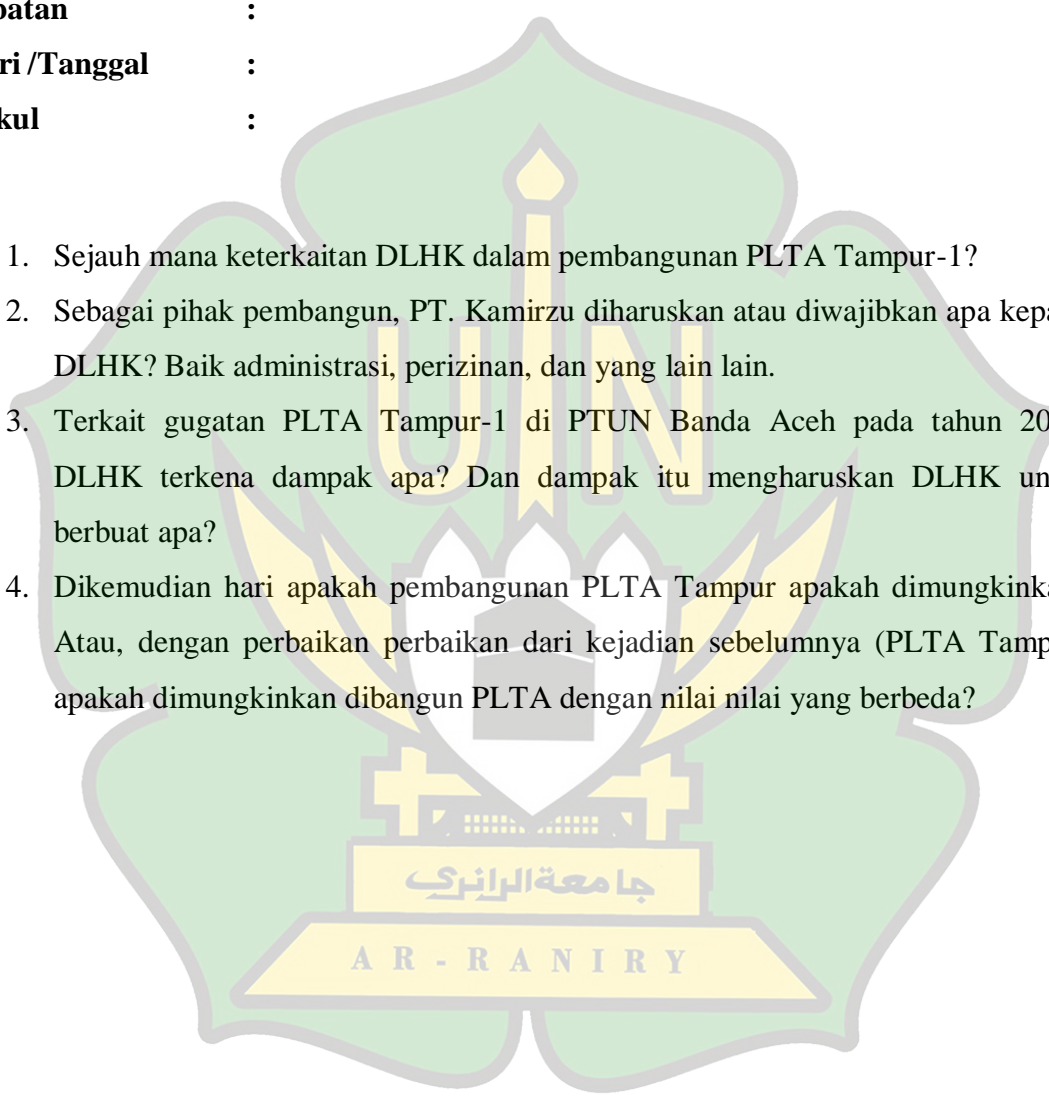 batan :
ri /Tanggal :
kul :
1. Sejauh mana keterkaitan DLHK dalam pembangunan PLTA Tampur-1?
2. Sebagai pihak pembangun, PT. Kamirzu diharuskan atau diwajibkan apa kepa
DLHK? Baik administrasi, perizinan, dan yang lain lain.
3. Terkait gugatan PLTA Tampur-1 di PTUN Banda Aceh pada tahun 20
DLHK terkena dampak apa? Dan dampak itu mengharuskan DLHK un
berbuat apa?
4. Dikemudian hari apakah pembangunan PLTA Tampur apakah dimungkinka
Atau, dengan perbaikan perbaikan dari kejadian sebelumnya (PLTA Tamp
apakah dimungkinkan dibangun PLTA dengan nilai nilai yang berbeda?
UIN
جامعة الرانري
AR-RANIRY